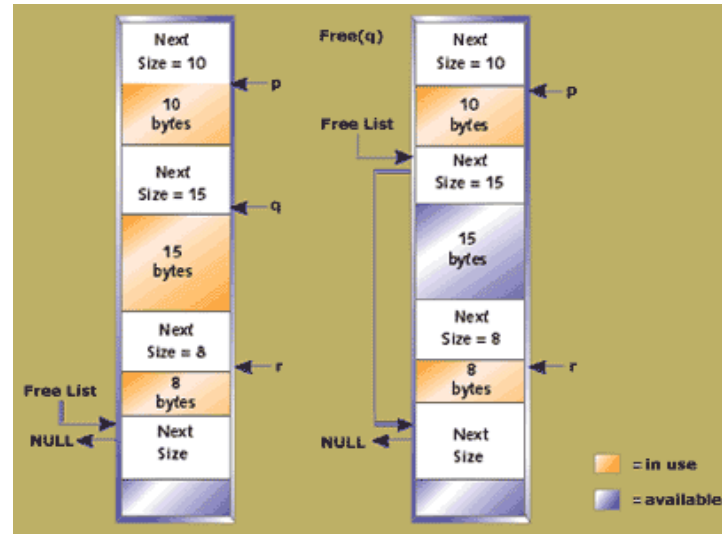 Next
Size = 10
p
10
bytes
Next
Size = 15
q
15
bytes
Next
Size = 8
r
8
bytes
Free List
NULL
Next
Size
Free(q)
Next
Size = 10
p
10
bytes
Free List
Next
Size = 15
15
bytes
Next
Size = 8
r
8
bytes
NULL
Next
Size
= in use
= available